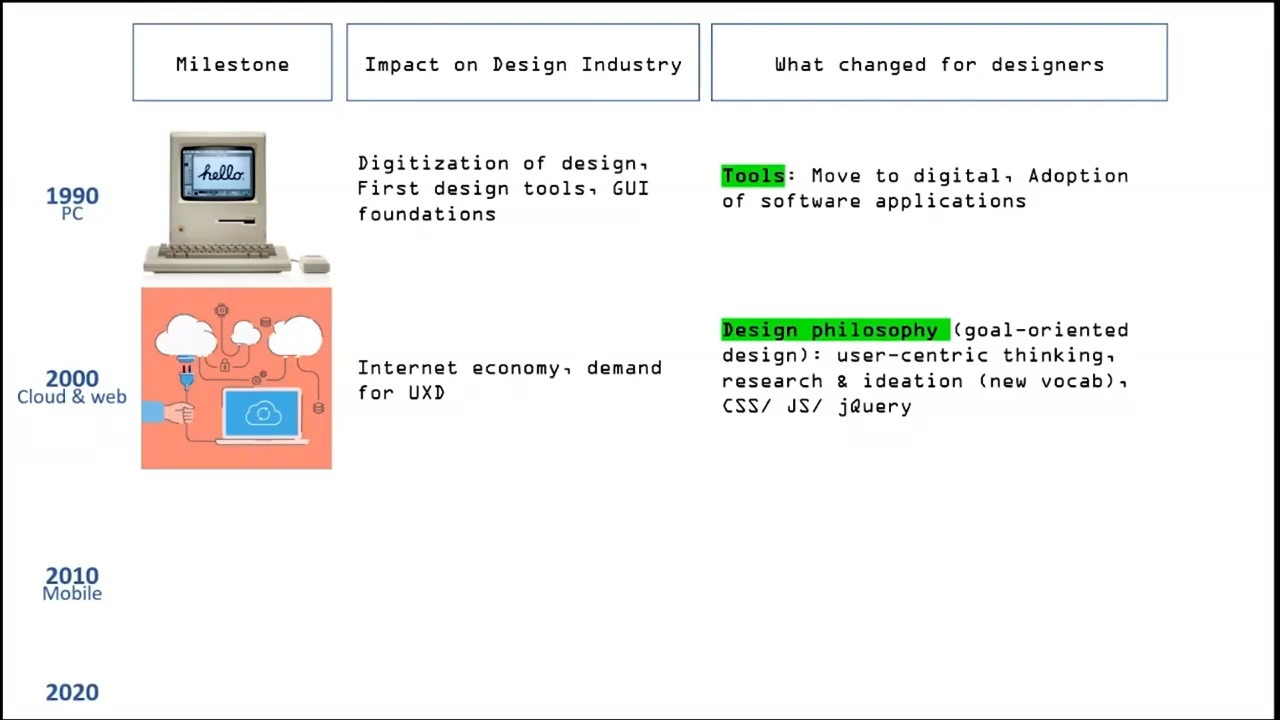 Milestone
Impact on Design Industry
What changed for designers
1990
PC
hello.
Digitization of design,
First design tools, GUI
foundations
Tools: Move to digital, Adoption
of software applications
2000
Cloud & web
Internet economy, demand
for UXD
Design philosophy (goal-oriented
design): user-centric thinking,
research & ideation (new vocab),
CSS/ JS/ jQuery
2010
Mobile
2020